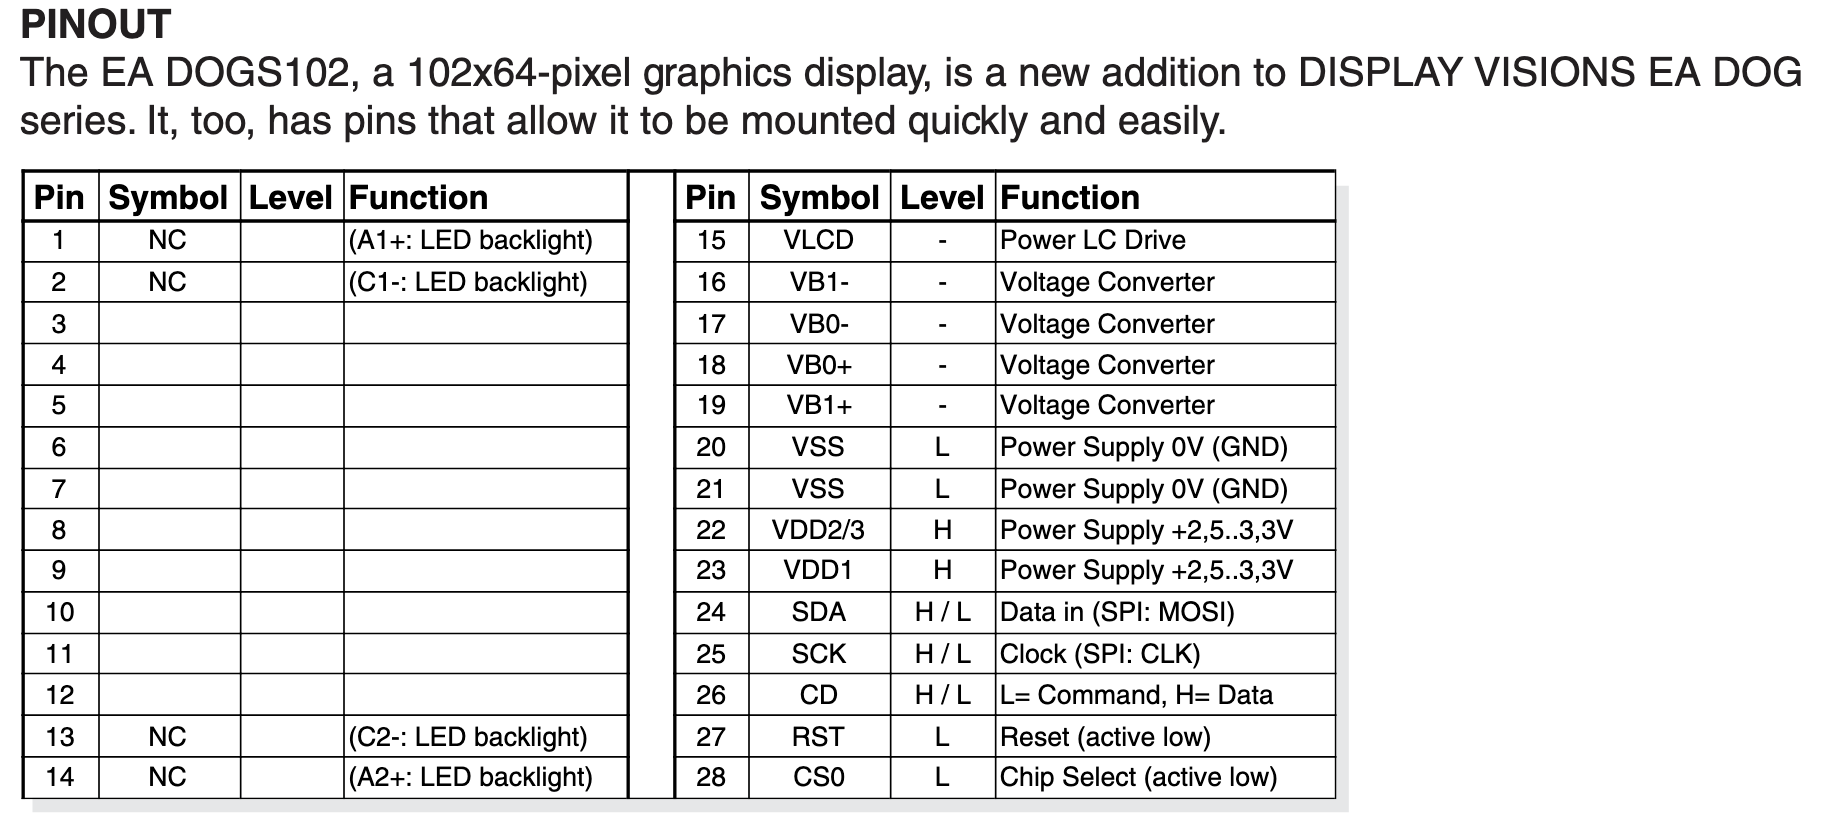 PINOUT
The EA DOGS102, a 102x64-pixel graphics display, is a new addition to DISPLAY VISIONS EA DOG
series. It, too, has pins that allow it to be mounted quickly and easily.
Pin Symbol Level Function Pin Symbol Level Function
1 NC (A1+: LED backlight) 15 VLCD - Power LC Drive
2 NC (C1-: LED backlight) 16 VB1- - Voltage Converter
3 17 VB0- - Voltage Converter
4 18 VB0+ - Voltage Converter
5 19 VB1+ - Voltage Converter
6 20 VSS L Power Supply 0V (GND)
7 21 VSS L Power Supply 0V (GND)
8 22 VDD2/3 H Power Supply +2,5..3,3V
9 23 VDD1 H Power Supply +2,5..3,3V
10 24 SDA H / L Data in (SPI: MOSI)
11 25 SCK H / L Clock (SPI: CLK)
12 26 CD H / L L= Command, H= Data
13 NC (C2-: LED backlight) 27 RST L Reset (active low)
14 NC (A2+: LED backlight) 28 CS0 L Chip Select (active low)